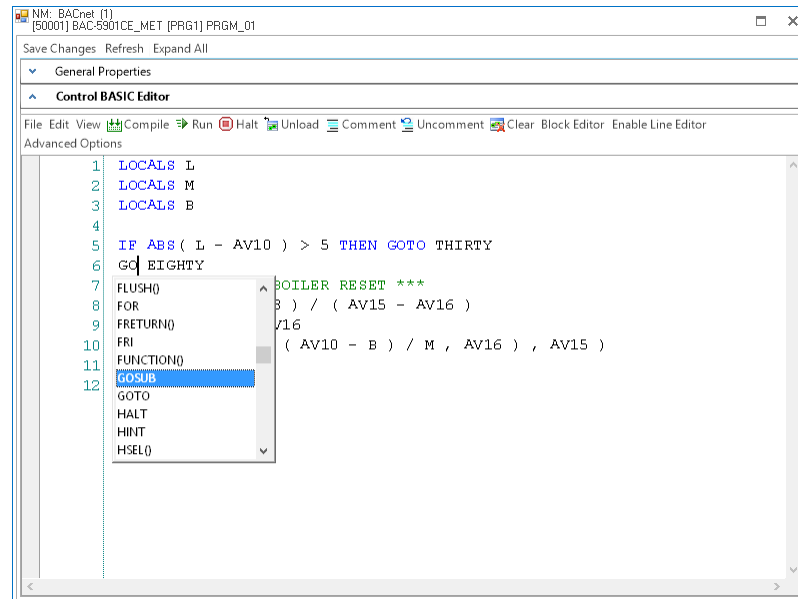 NM: BACnet (1)
[50001] BAC-5901CE_MET [PRG1] PRGM_01
Save Changes Refresh Expand All
General Properties
Control BASIC Editor
File Edit View Compile Run Halt Unload Comment Uncomment Clear Block Editor Enable Line Editor
Advanced Options
1 LOCALS L
2 LOCALS M
3 LOCALS B
4
5 IF ABS( L - AV10 ) > 5 THEN GOTO THIRTY
6 GO EIGHTY
7 BOILER RESET ***
8 ) / ( AV15 - AV16 )
9 V16
10 ( AV10 - B ) / M , AV16 ) , AV15 )
11
12
FLUSH()
FOR
FRETURN()
FRI
FUNCTION()
GOSUB
GOTO
HALT
HINT
HSEL()